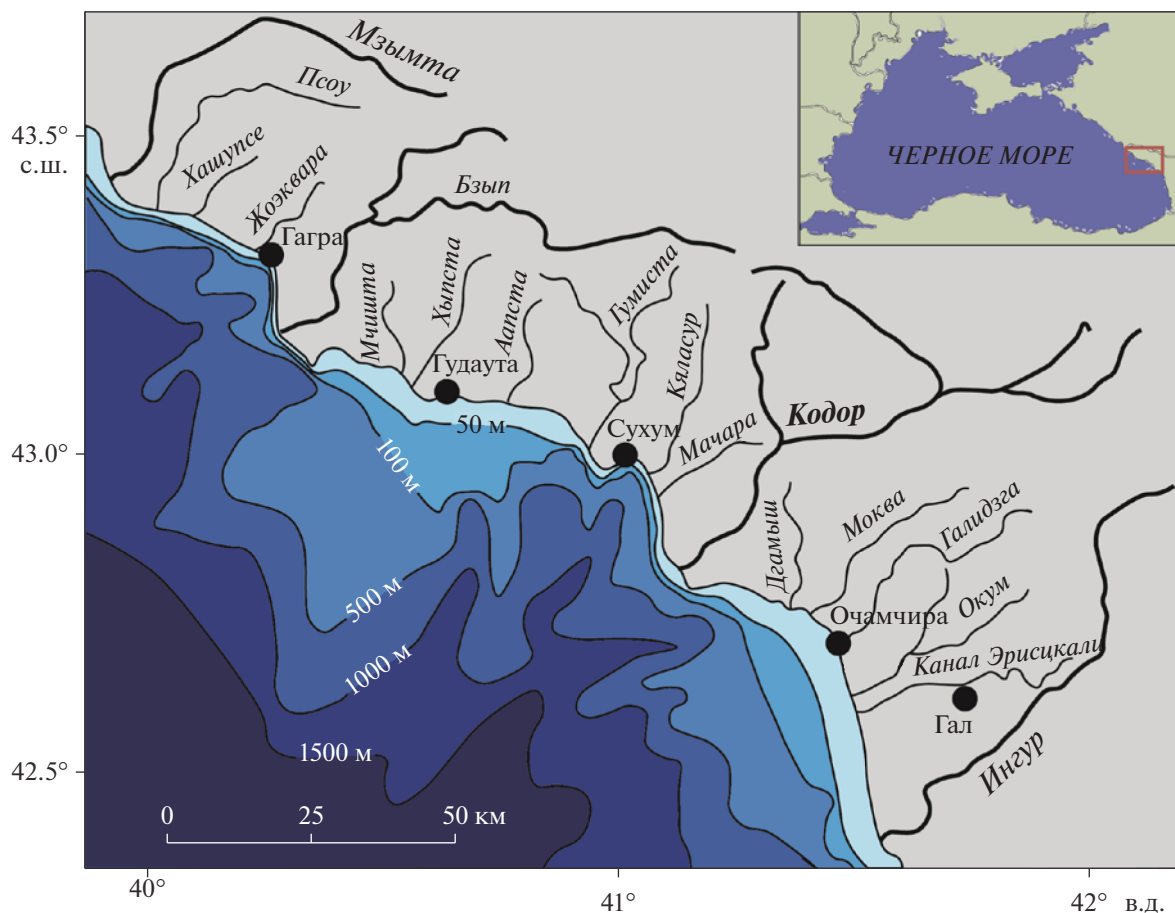 Мзымта
Псоу
ЧЕРНОЕ МОРЕ
43.5°
с.ш.
Хашупсе
Жоэквара
Бзып
Гагра
Мчишта
Хыпста
Аапста
Гумиста
Кяласур
Гудаута
50 м
Сухум
Мачара
Кодор
43.0°
100 м
Дгамыш
Моква
Галидзга
500 м
Очамчира
Окум
1000 м
Канал Эрисцкали
Гал
1500 м
Ингур
42.5°
0
25
50 км
40°
41°
42°
в.д.